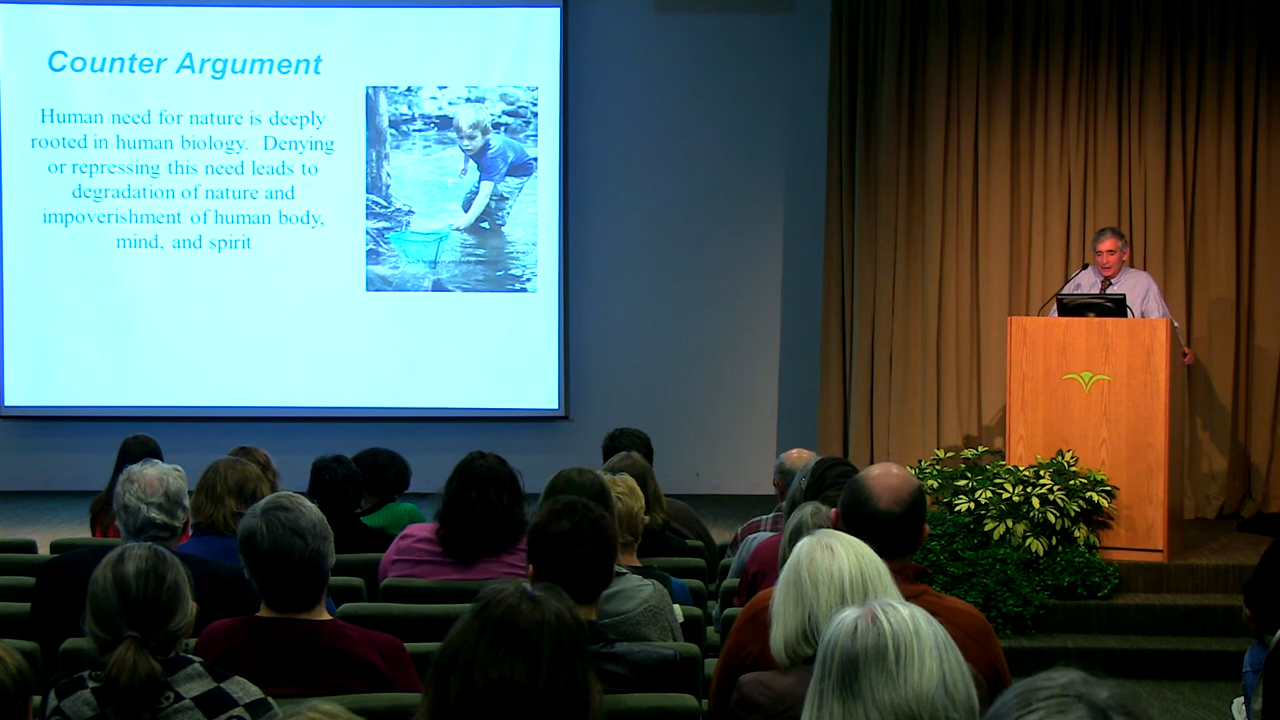 Counter Argument
Human need for nature is deeply
rooted in human biology. Denying
or repressing this need leads to
degradation of nature and
impoverishment of human body,
mind, and spirit